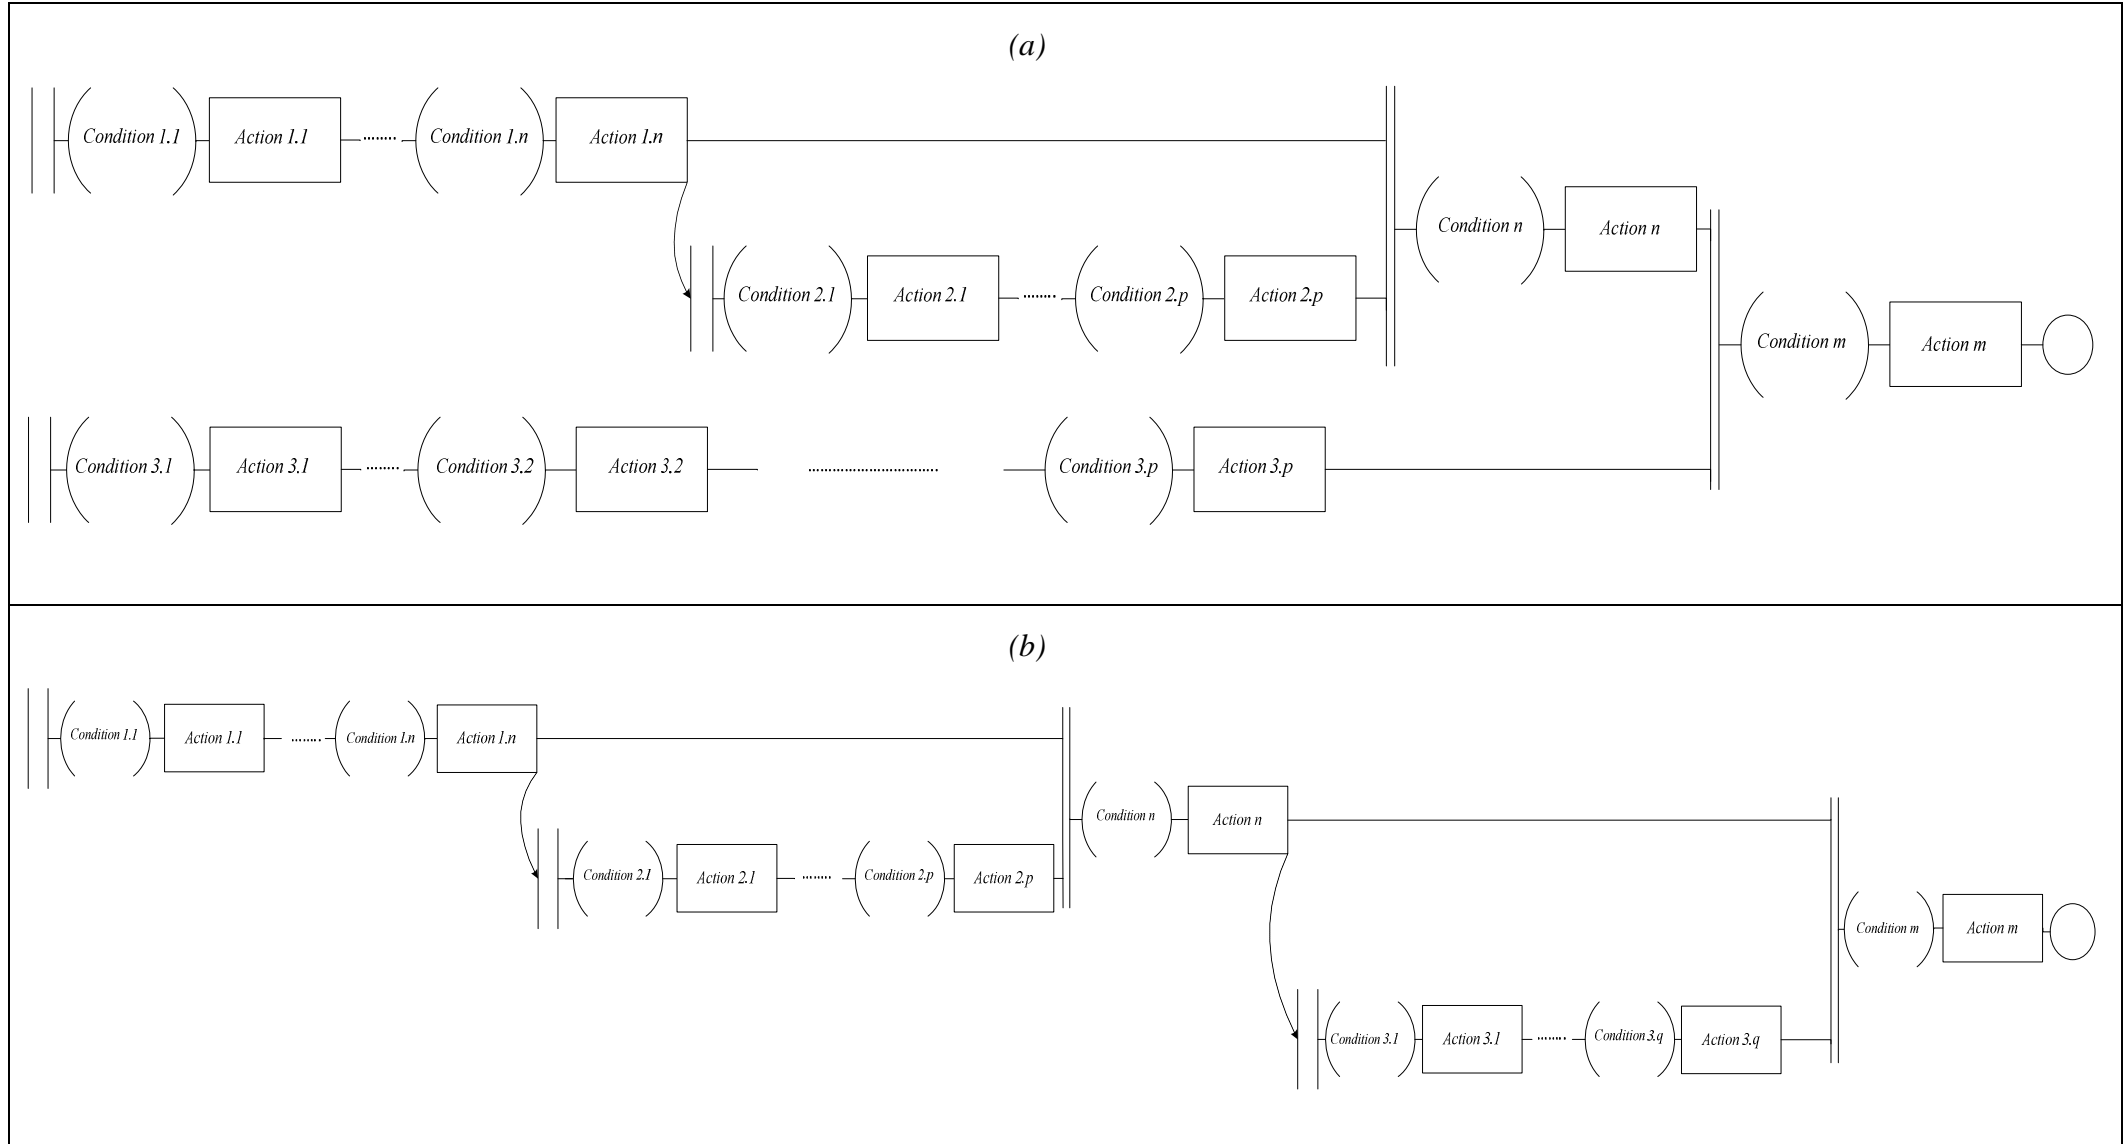 (a)
Condition 1.1 Action 1.1 ........ Condition 1.n Action 1.n
Condition n Action n
Condition 2.1 Action 2.1 ........ Condition 2.p Action 2.p
Condition m Action m
Condition 3.1 Action 3.1 ........ Condition 3.2 Action 3.2 ................................ Condition 3.p Action 3.p
(b)
Condition 1.1 Action 1.1 ........ Condition 1.n Action 1.n
Condition n Action n
Condition 2.1 Action 2.1 ........ Condition 2.p Action 2.p
Condition m Action m
Condition 3.1 Action 3.1 ........ Condition 3.q Action 3.q